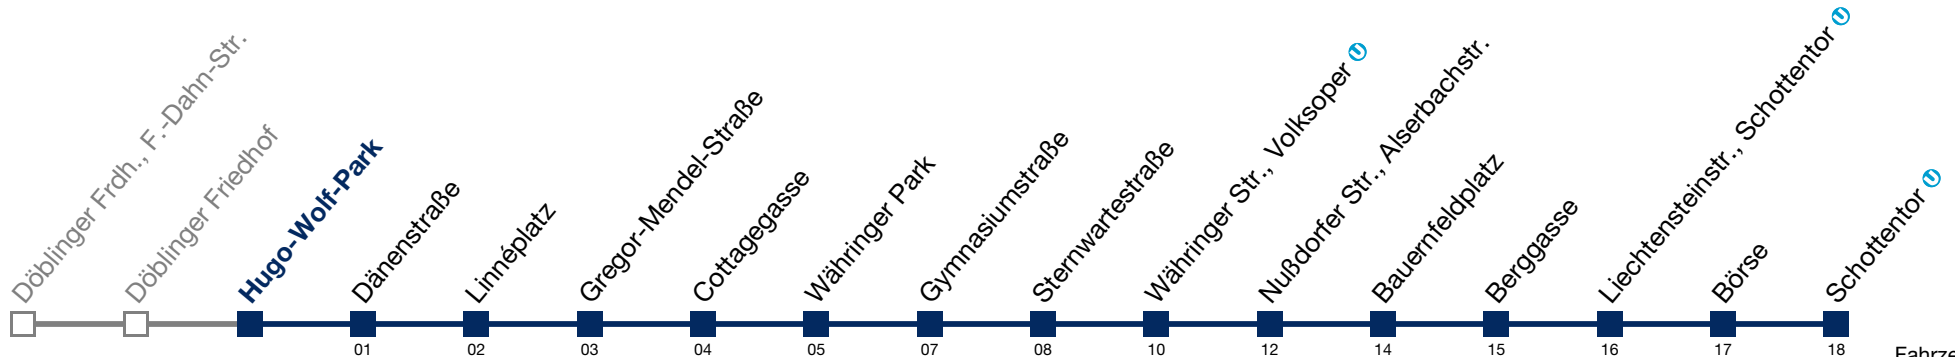 Döblinger Frdh., F.-Dahn-Str.
Döblinger Friedhof
Hugo-Wolf-Park
Dänenstraße
Linnéplatz
Gregor-Mendel-Straße
Cottagegasse
Währinger Park
Gymnasiumstraße
Sternwartestraße
Währinger Str., Volksoper U
Nußdorfer Str., Alserbachstr.
Bauernfeldplatz
Berggasse
Liechtensteinstr., Schottentor U
Börse
Schottentor U
01 02 03 04 05 07 08 10 12 14 15 16 17 18
Fahrze